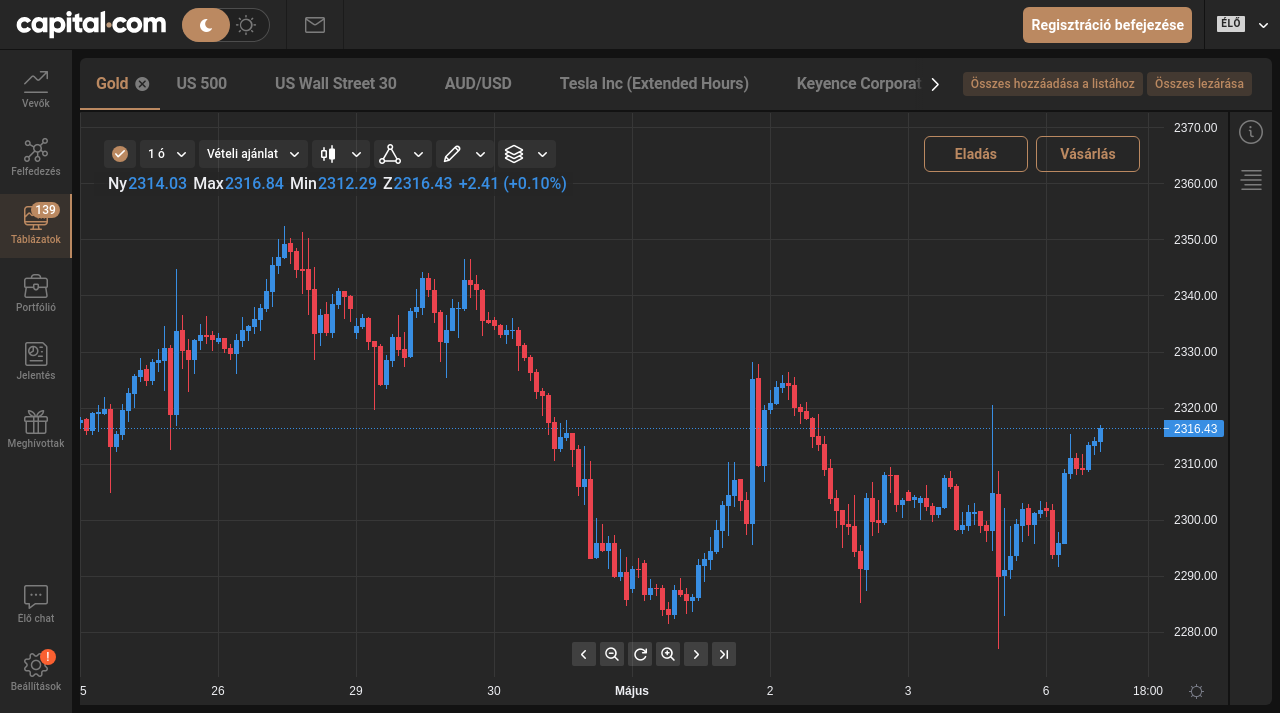 capital.com
Regisztráció befejezése
ÉLŐ
Vevők
Felfedezés
139
Táblázatok
Portfólió
Jelentés
Meghívottak
Elő chat
!
Beállítások
Gold
US 500
US Wall Street 30
AUD/USD
Tesla Inc (Extended Hours)
Keyence Corporat
Összes hozzáadása a listához
Összes lezárása
1 ó
Vételi ajánlat
Eladás
Vásárlás
Ny2314.03 Max2316.84 Min2312.29 Z2316.43 +2.41 (+0.10%)
2370.00
2360.00
2350.00
2340.00
2330.00
2320.00
2316.43
2310.00
2300.00
2290.00
2280.00
5
26
29
30
Május
2
3
6
18:00